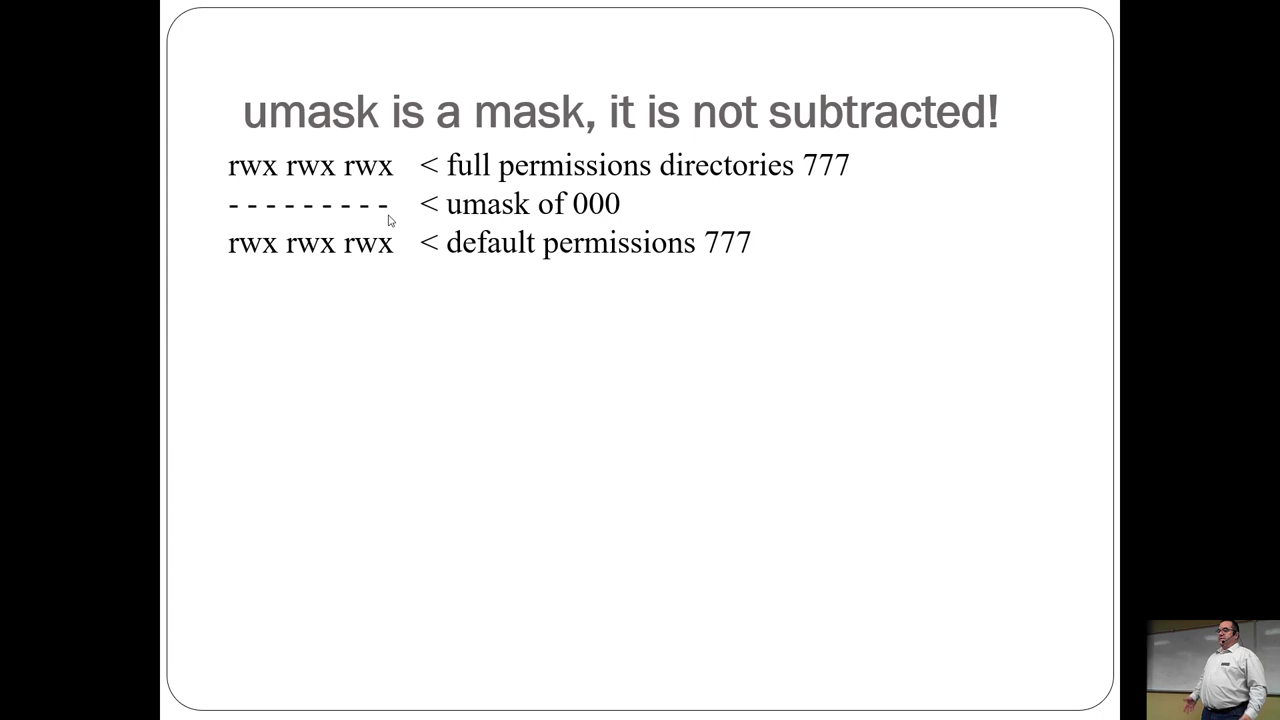 umask is a mask, it is not subtracted!
rwx rwx rwx < full permissions directories 777
- - - - - - - - - < umask of 000
rwx rwx rwx < default permissions 777